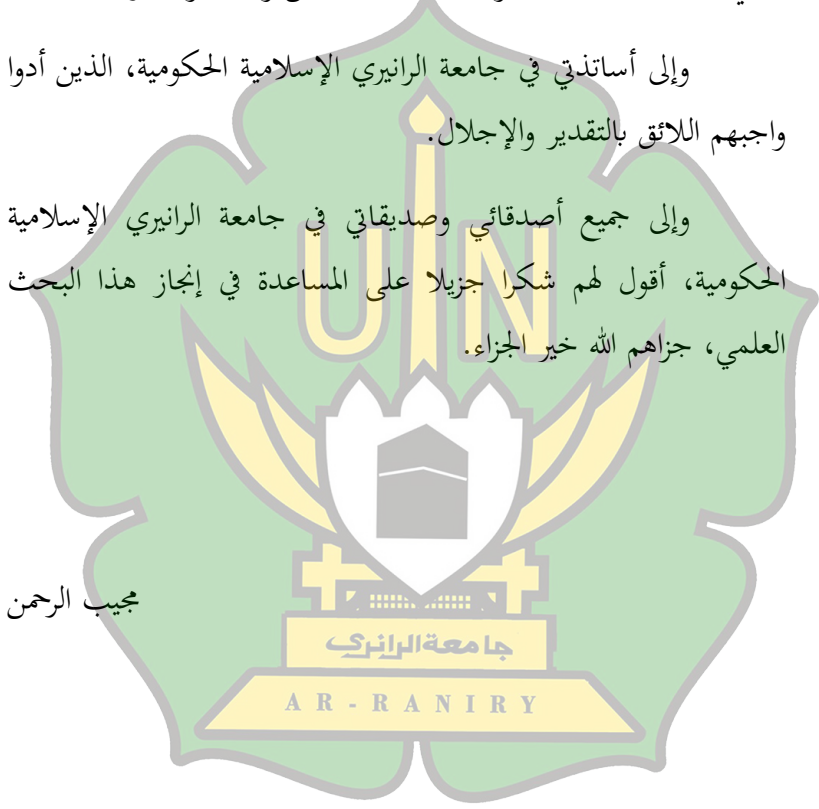 وإلى أساتذتي في جامعة الرانيري الإسلامية الحكومية، الذين أدوا
واجبهم اللائق بالتقدير والإجلال.
وإلى جميع أصدقائي وصديقاتي في جامعة الرانيري الإسلامية
الحكومية، أقول لهم شكرا جزيلا على المساعدة في إنجاز هذا البحث
العلمي، جزاهم الله خير الجزاء.
UIN
مجيب الرحمن
جامعة الرانري
AR-RANIRY